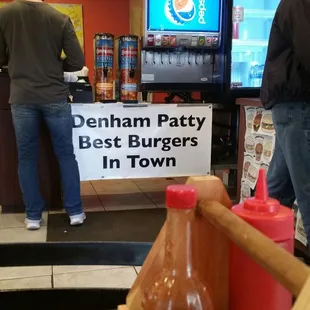 pepsi
Denham Patty
Best Burgers
In Town